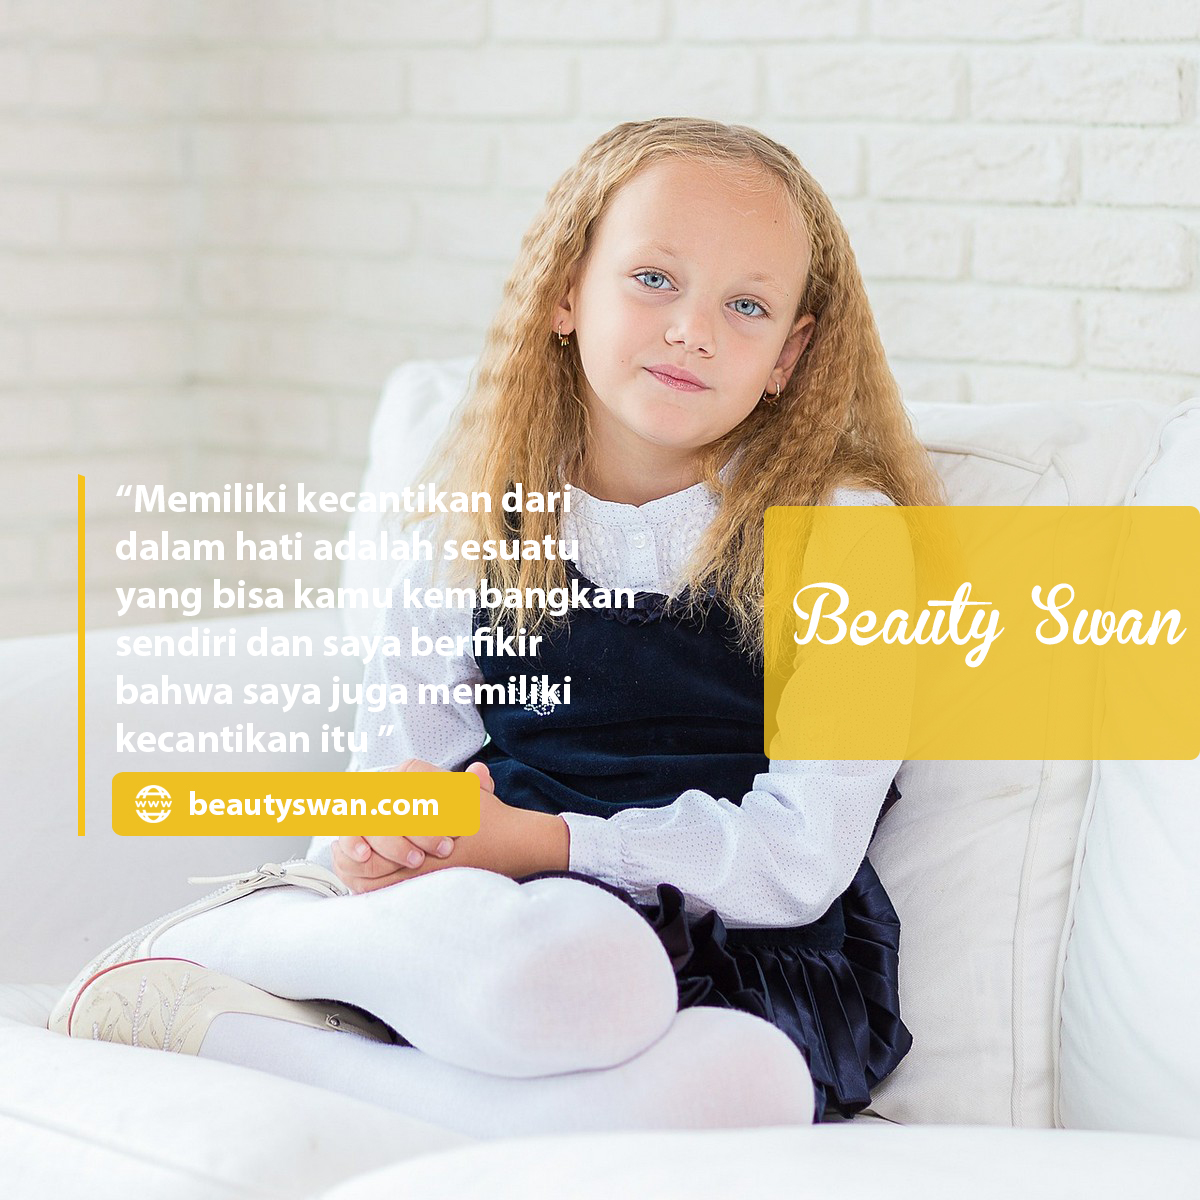 “Memiliki kecantikan dari
dalam hati adalah sesuatu
yang bisa kamu kembangkan
sendiri dan saya berfikir
bahwa saya juga memiliki
kecantikan itu ”
www beautyswan.com
Beauty Swan